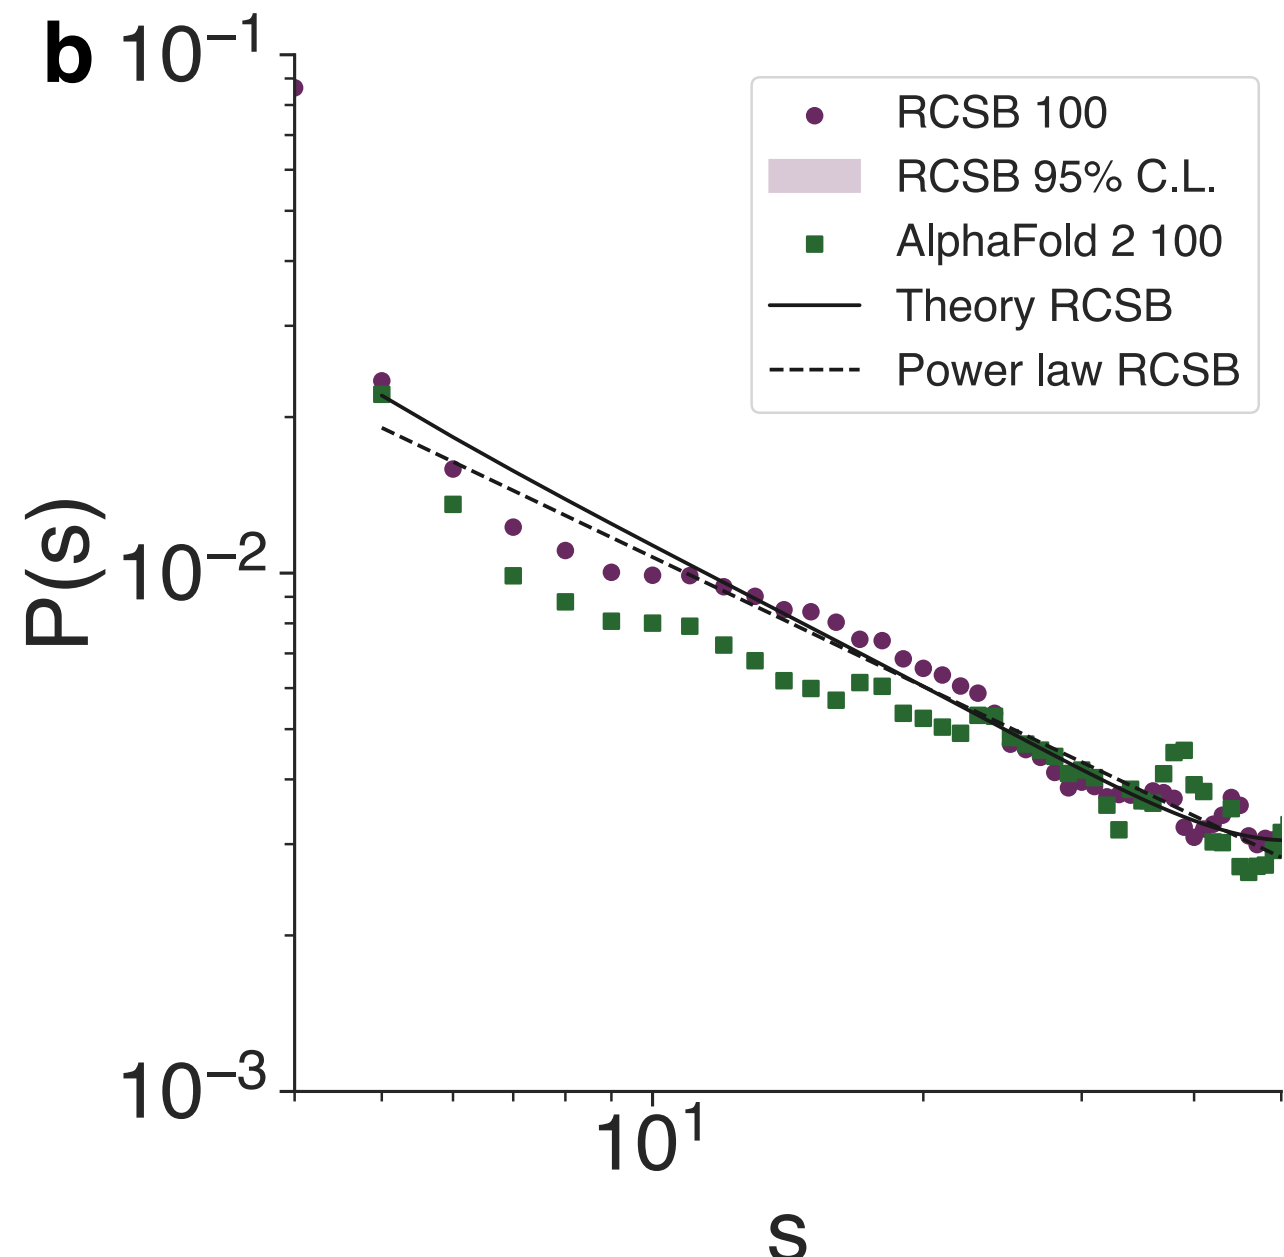 b
10⁻¹
RCSB 100
RCSB 95% C.L.
AlphaFold 2 100
Theory RCSB
Power law RCSB
P(s)
10⁻²
10⁻³
10¹
s